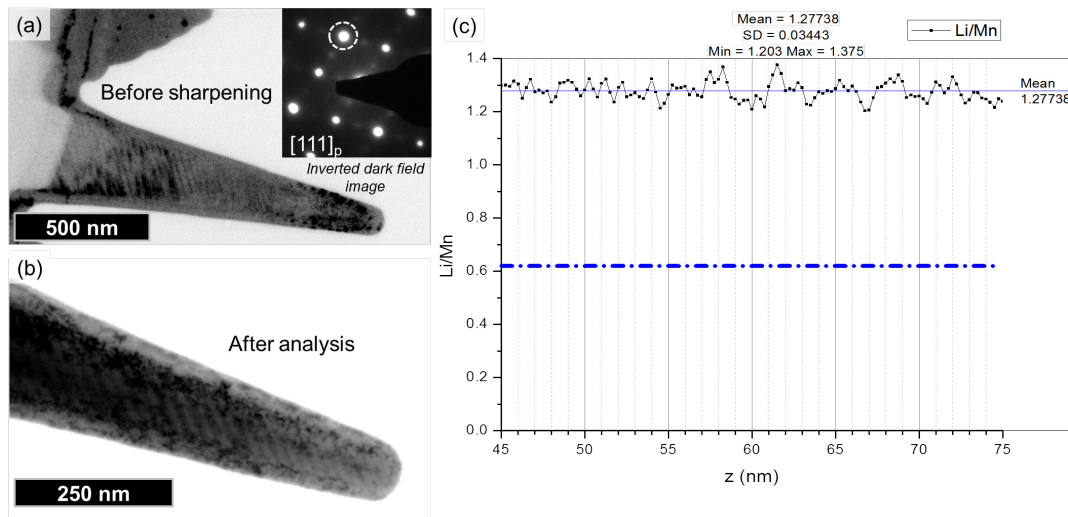 (a)
Before sharpening
[111]p
Inverted dark field
image
500 nm
(b)
After analysis
250 nm
(c)
Mean = 1.27738
SD = 0.03443
Min = 1.203 Max = 1.375
Li/Mn
1.4
1.2
1.0
0.8
0.6
0.4
0.2
0.0
Li/Mn
Mean
1.27738
45 50 55 60 65 70 75
z (nm)